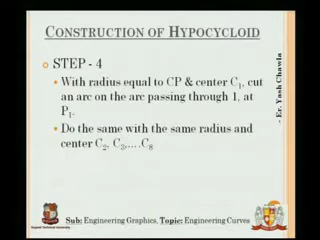 CONSTRUCTION OF HYPOCYCLOID
STEP - 4
With radius equal to CP & center C1, cut
an arc on the arc passing through 1, at
P1.
Do the same with the same radius and
center C2, C3,....C8
- Er. Yash Chawla
Sub: Engineering Graphics, Topic: Engineering Curves